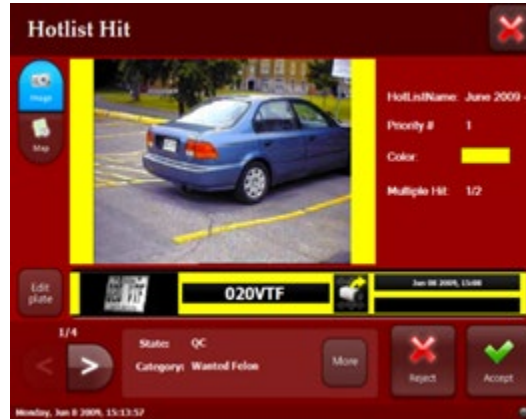 Hotlist Hit
Image
Map
HotListName: June 2009 -
Priority # 1
Color:
Multiple Hit: 1/2
Edit plate
020 VTF
020VTF
Jun 08 2009, 15:08
1/4
State: QC
Category: Wanted Felon
More
Reject
Accept
Monday, Jun 8 2009, 15:13:57